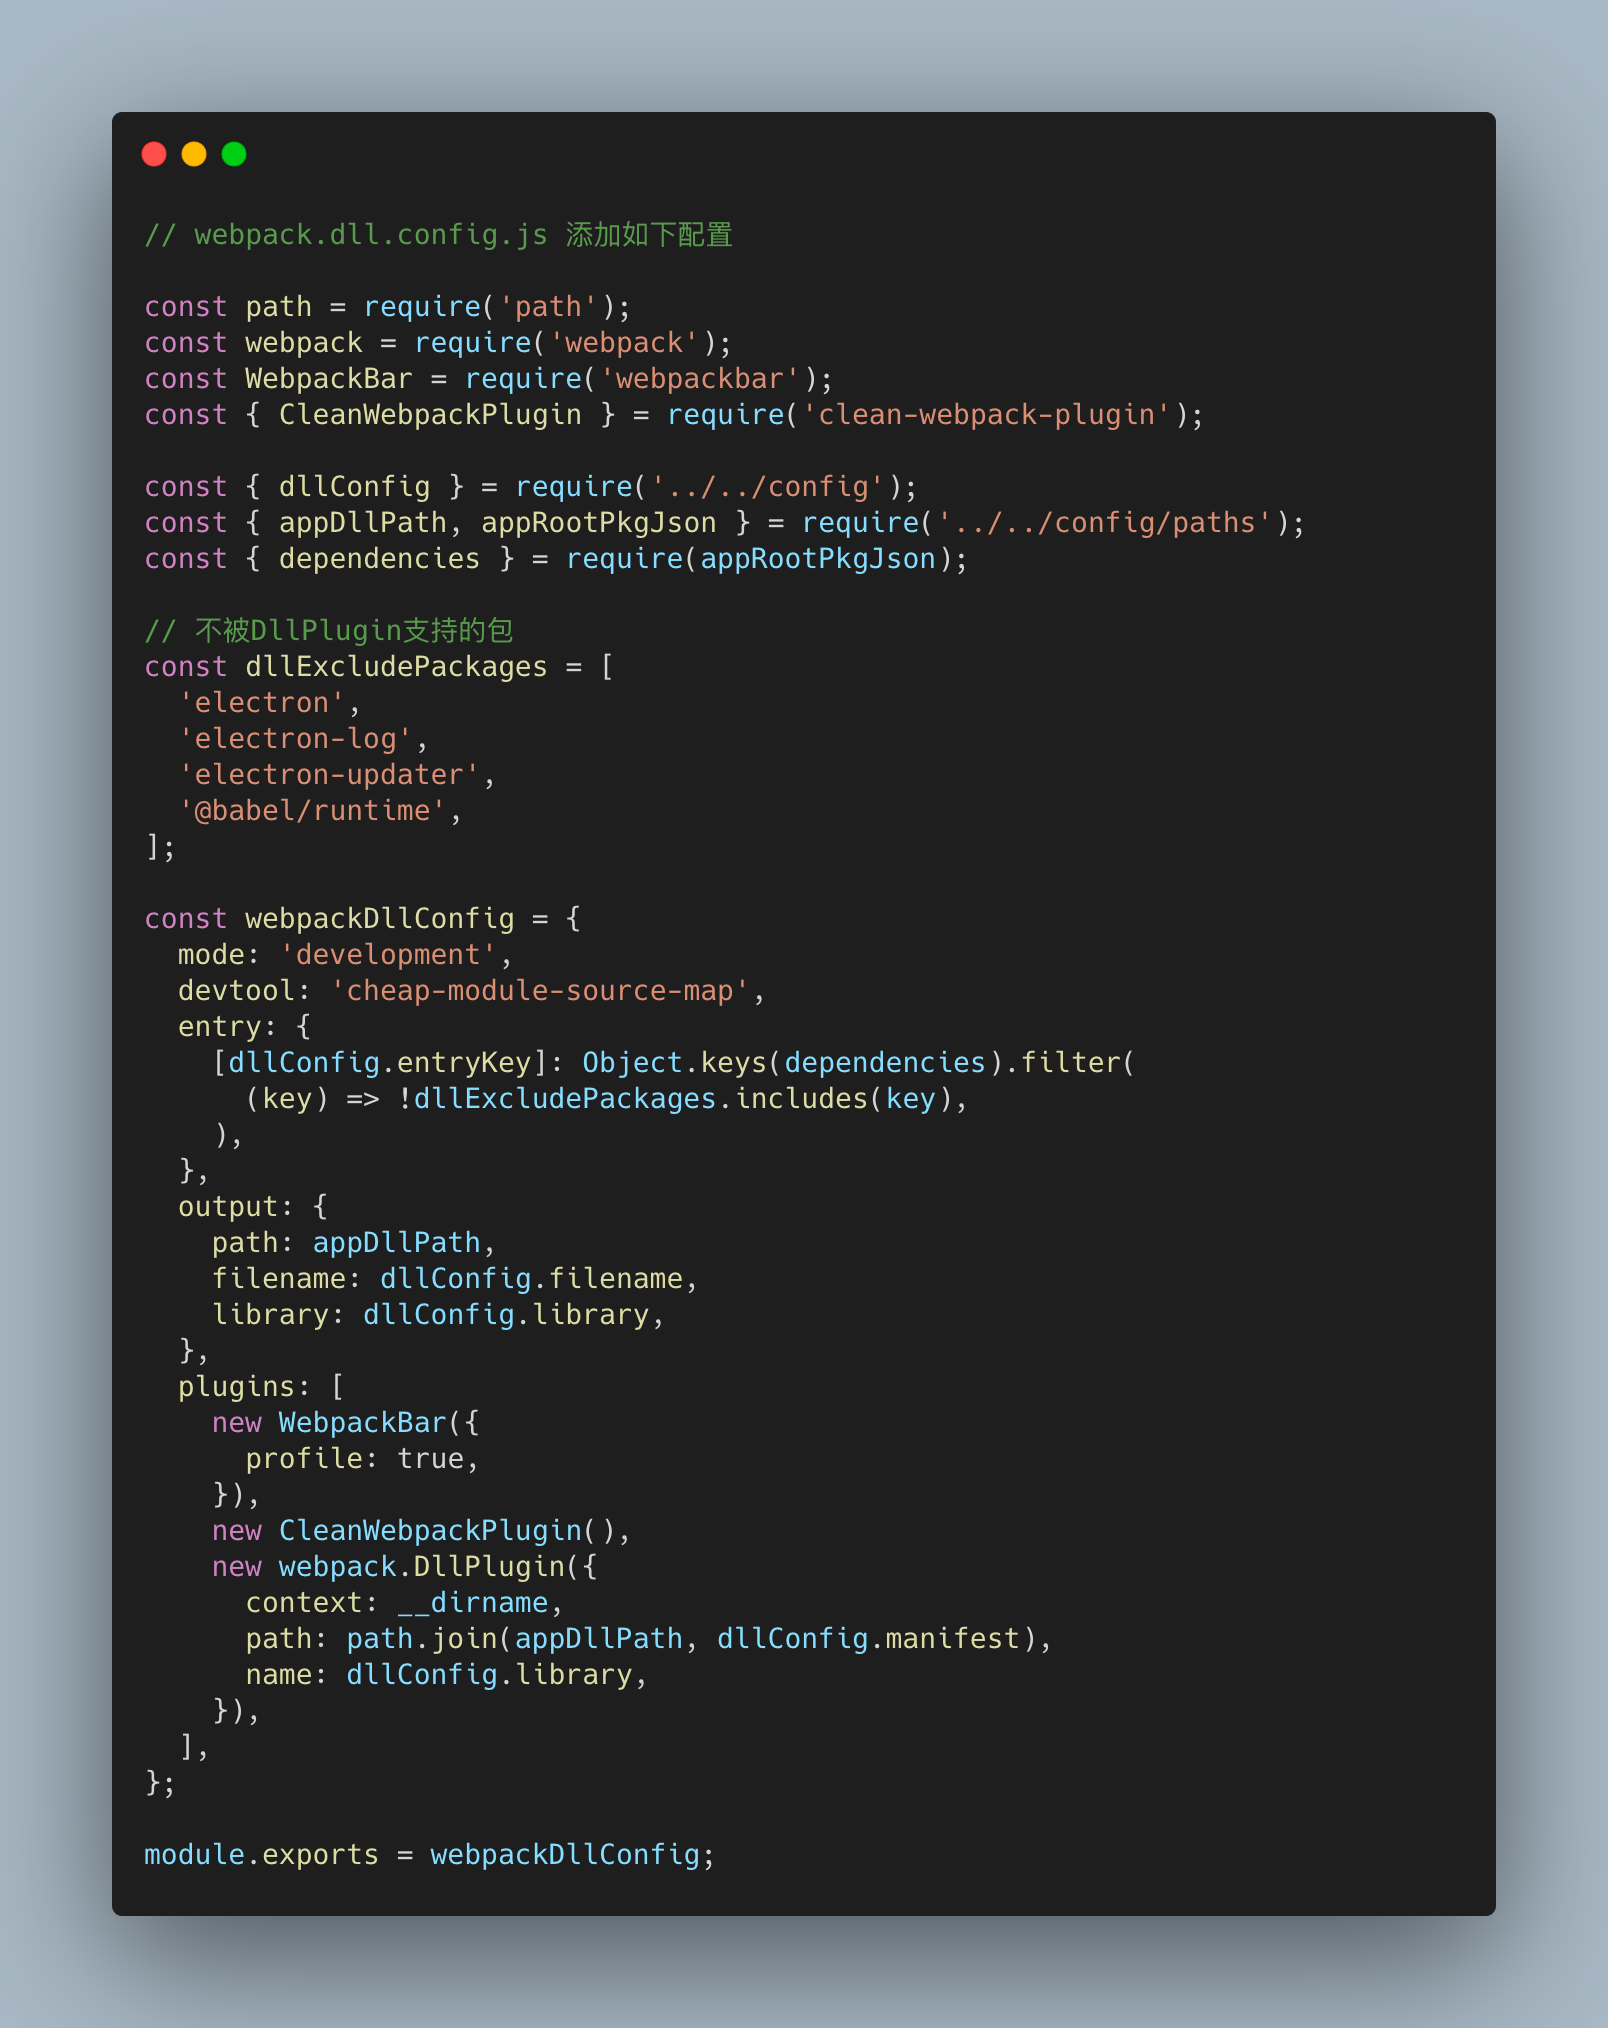 // webpack.dll.config.js 添加如下配置

const path = require('path');
const webpack = require('webpack');
const WebpackBar = require('webpackbar');
const { CleanWebpackPlugin } = require('clean-webpack-plugin');

const { dllConfig } = require('../../config');
const { appDllPath, appRootPkgJson } = require('../../config/paths');
const { dependencies } = require(appRootPkgJson);

// 不被DllPlugin支持的包
const dllExcludePackages = [
  'electron',
  'electron-log',
  'electron-updater',
  '@babel/runtime',
];

const webpackDllConfig = {
  mode: 'development',
  devtool: 'cheap-module-source-map',
  entry: {
    [dllConfig.entryKey]: Object.keys(dependencies).filter(
      (key) => !dllExcludePackages.includes(key),
    ),
  },
  output: {
    path: appDllPath,
    filename: dllConfig.filename,
    library: dllConfig.library,
  },
  plugins: [
    new WebpackBar({
      profile: true,
    }),
    new CleanWebpackPlugin(),
    new webpack.DllPlugin({
      context: __dirname,
      path: path.join(appDllPath, dllConfig.manifest),
      name: dllConfig.library,
    }),
  ],
};

module.exports = webpackDllConfig;